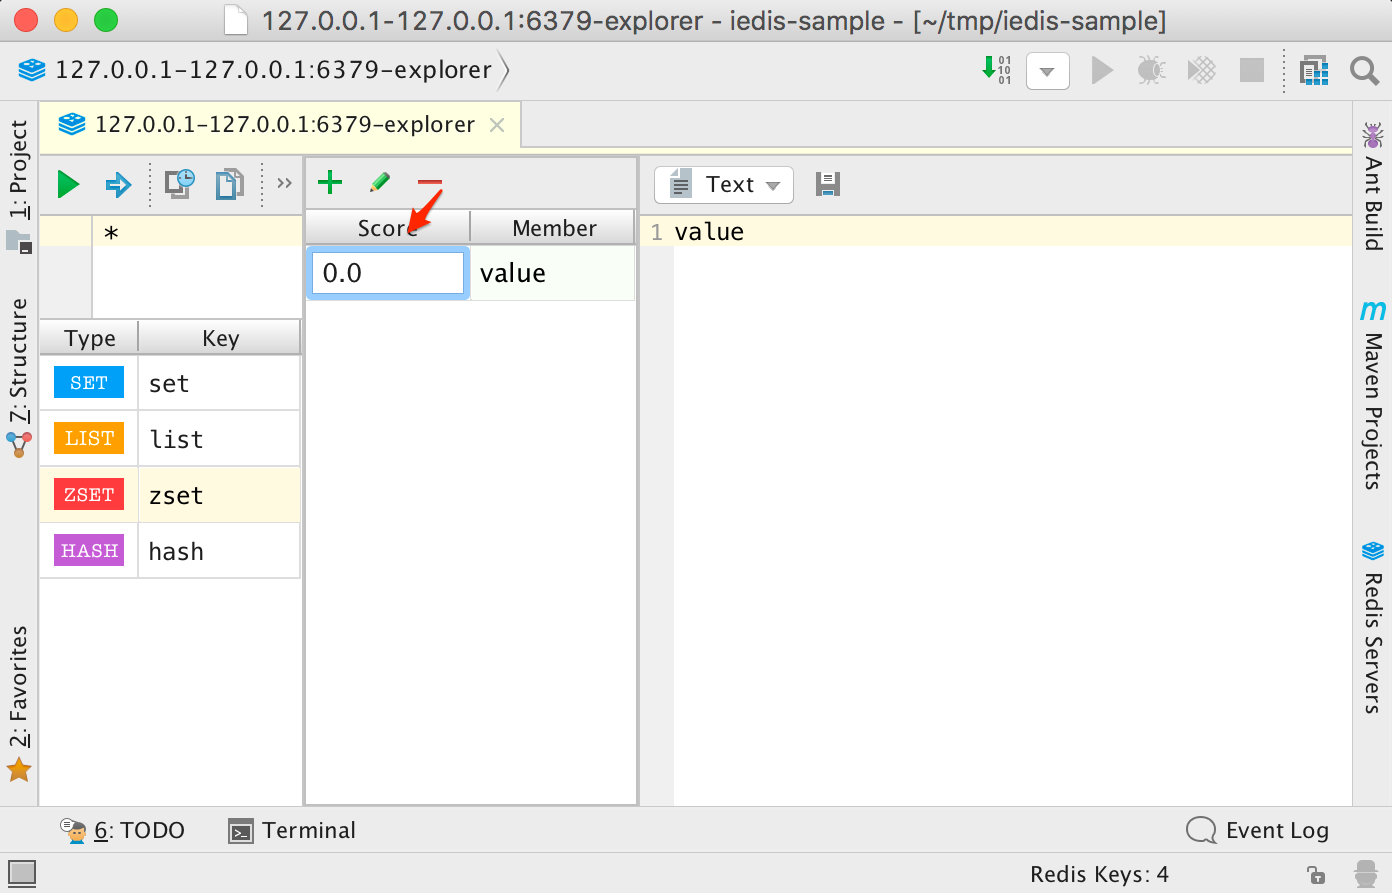 127.0.0.1-127.0.0.1:6379-explorer - iedis-sample - [~/tmp/iedis-sample]
127.0.0.1-127.0.0.1:6379-explorer
01
10
01
127.0.0.1-127.0.0.1:6379-explorer
1: Project
7: Structure
2: Favorites
*
Type Key
SET set
LIST list
ZSET zset
HASH hash
Score Member
0.0 value
Text
1 value
Ant Build
m
Maven Projects
Redis Servers
6: TODO
Terminal
Event Log
Redis Keys: 4